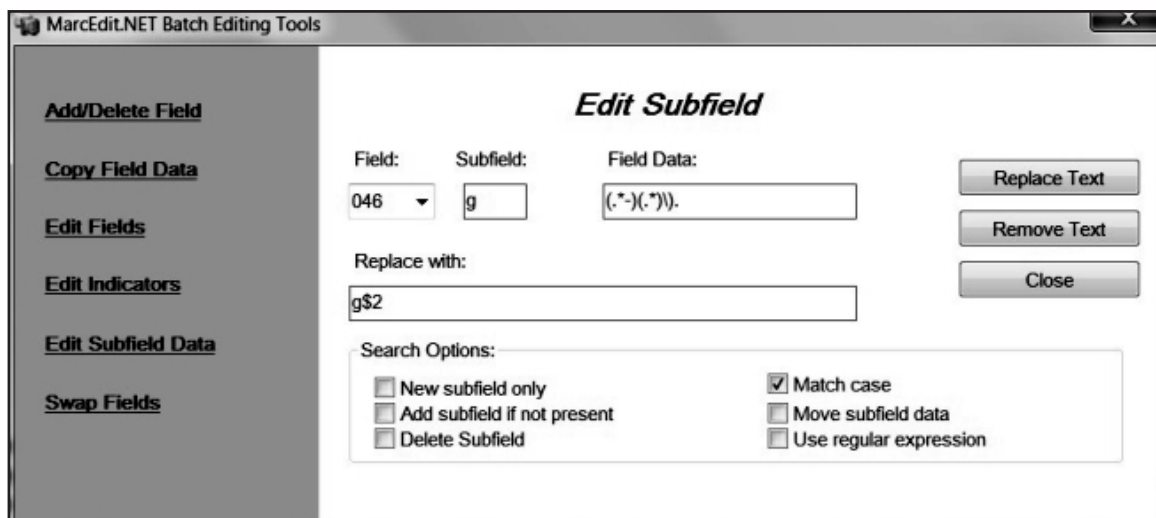 MarcEdit.NET Batch Editing Tools
X
Add/Delete Field
Copy Field Data
Edit Fields
Edit Indicators
Edit Subfield Data
Swap Fields
Edit Subfield
Field: Subfield: Field Data:
046 g (.*-)(.*)\).
Replace with:
g$2
Replace Text
Remove Text
Close
Search Options:
New subfield only
Add subfield if not present
Delete Subfield
Match case
Move subfield data
Use regular expression